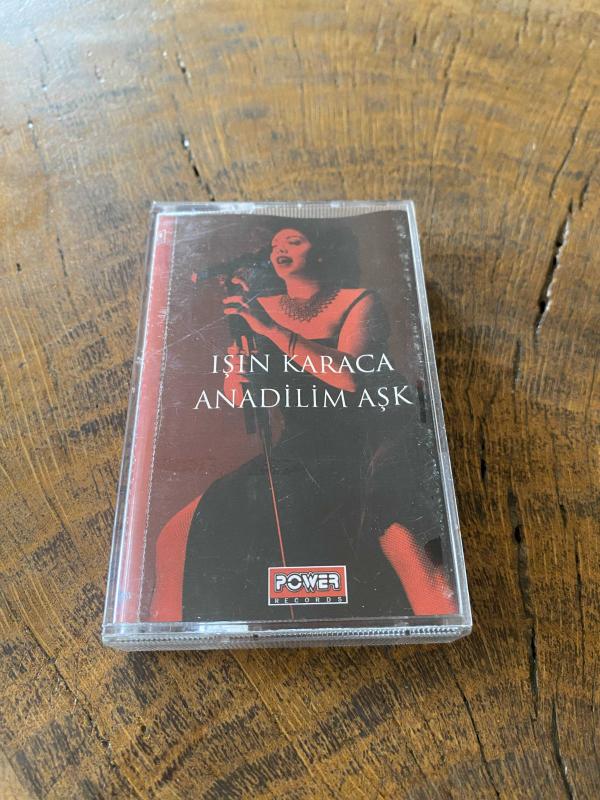 IŞIN KARACA
ANADİLİM AŞK
POWER
RECORDS